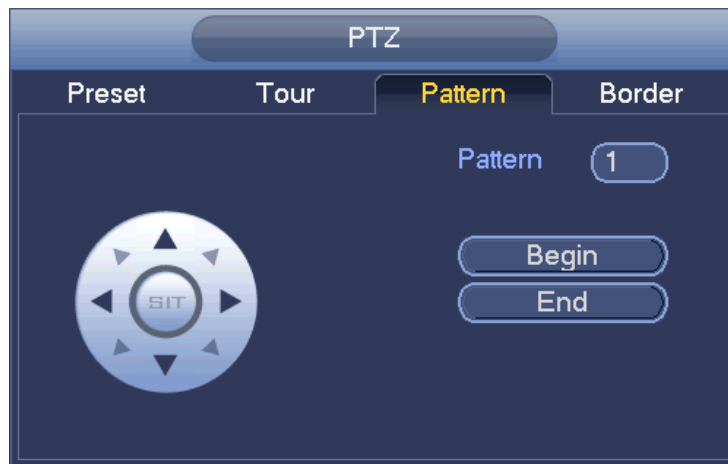 PTZ
Preset Tour Pattern Border
Pattern 1
Begin
SIT
End